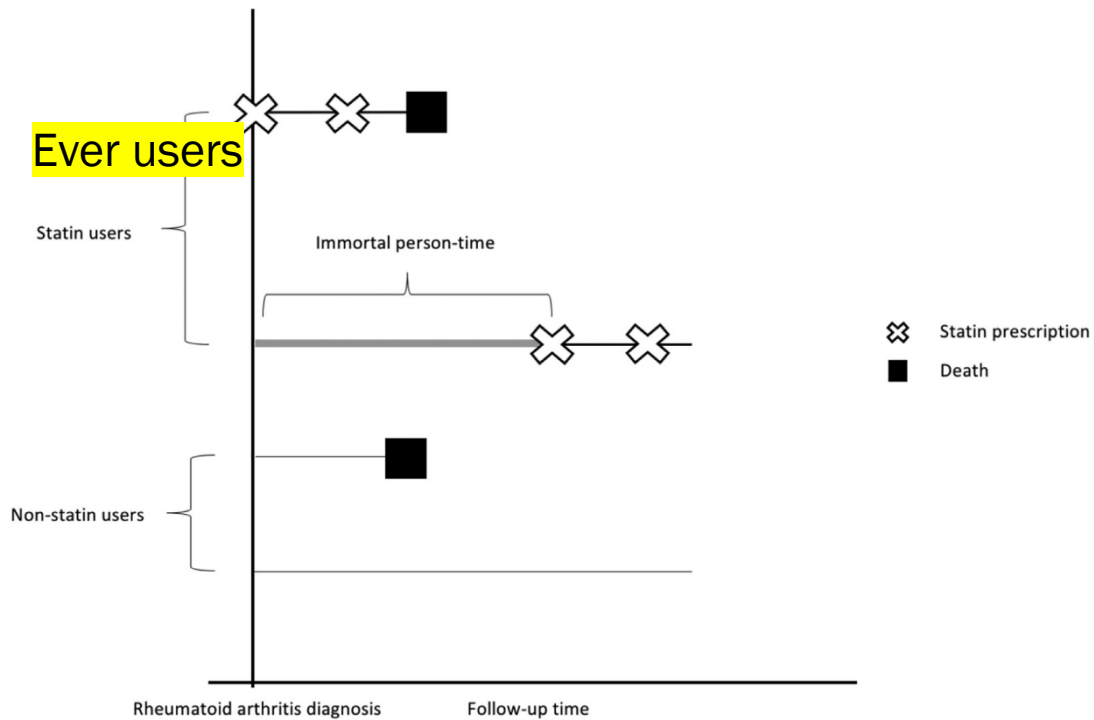 Ever users
Statin users
Immortal person-time
Statin prescription
Death
Non-statin users
Rheumatoid arthritis diagnosis
Follow-up time